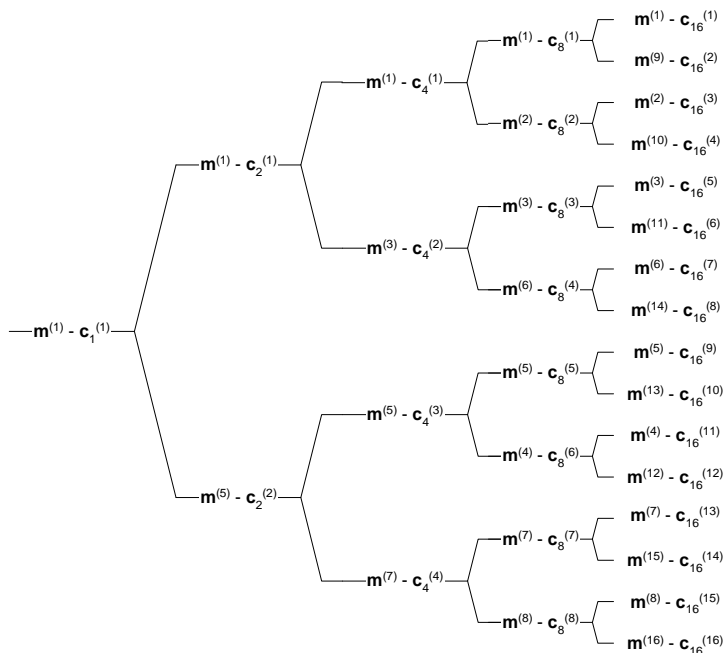 m(1) - c16(1)
m(1) - c8(1)
m(9) - c16(2)
m(1) - c4(1)
m(2) - c16(3)
m(2) - c8(2)
m(10) - c16(4)
m(1) - c2(1)
m(3) - c16(5)
m(3) - c8(3)
m(11) - c16(6)
m(3) - c4(2)
m(6) - c16(7)
m(6) - c8(4)
m(14) - c16(8)
m(1) - c1(1)
m(5) - c16(9)
m(5) - c8(5)
m(13) - c16(10)
m(5) - c4(3)
m(4) - c16(11)
m(4) - c8(6)
m(12) - c16(12)
m(5) - c2(2)
m(7) - c16(13)
m(7) - c8(7)
m(15) - c16(14)
m(7) - c4(4)
m(8) - c16(15)
m(8) - c8(8)
m(16) - c16(16)